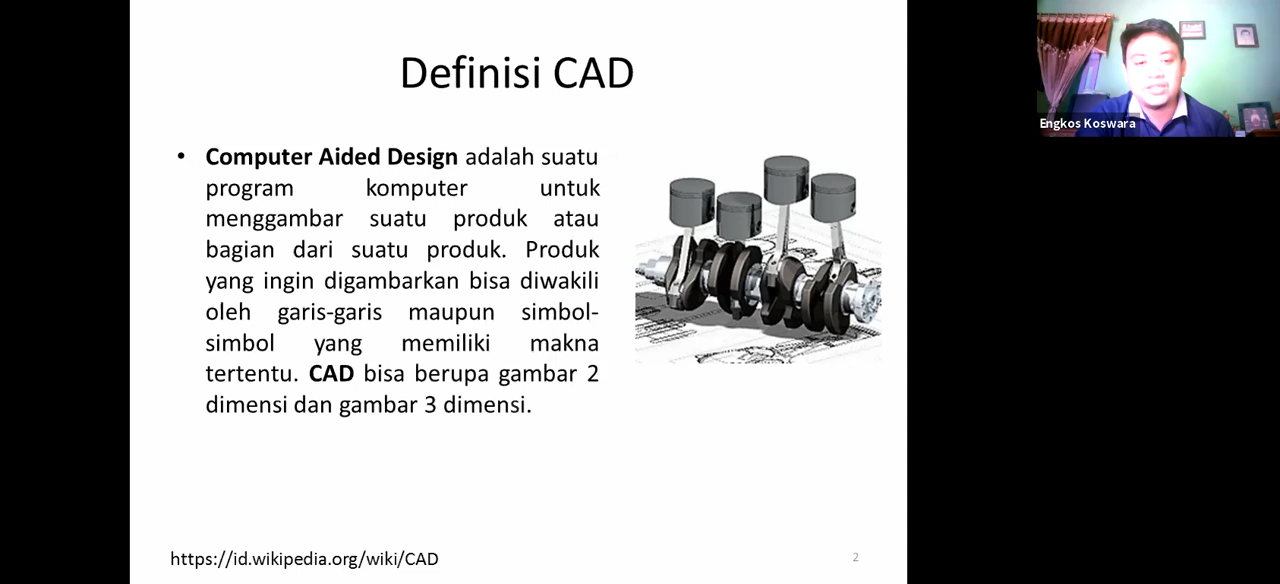 Definisi CAD
• Computer Aided Design adalah suatu
program komputer untuk
menggambar suatu produk atau
bagian dari suatu produk. Produk
yang ingin digambarkan bisa diwakili
oleh garis-garis maupun simbol-
simbol yang memiliki makna
tertentu. CAD bisa berupa gambar 2
dimensi dan gambar 3 dimensi.
https://id.wikipedia.org/wiki/CAD
2
Engkos Koswara